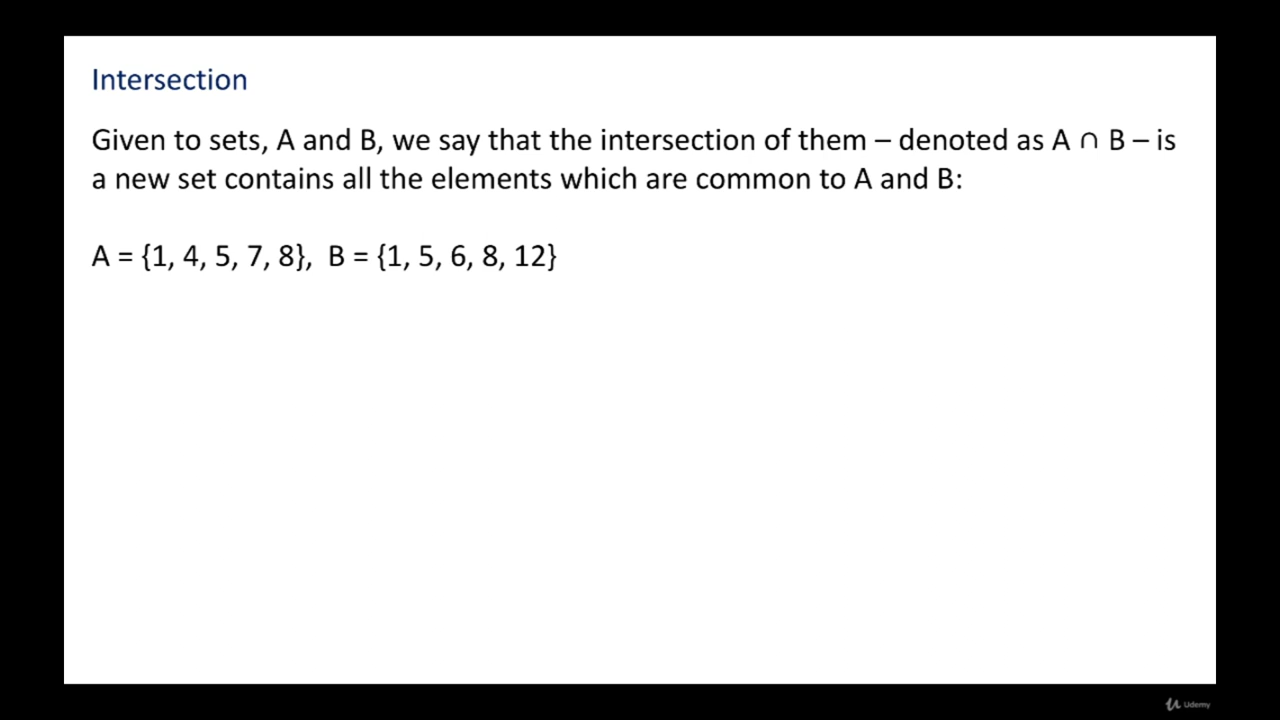 Intersection
Given to sets, A and B, we say that the intersection of them – denoted as A ∩ B – is
a new set contains all the elements which are common to A and B:
A = {1, 4, 5, 7, 8},  B = {1, 5, 6, 8, 12}
Udemy